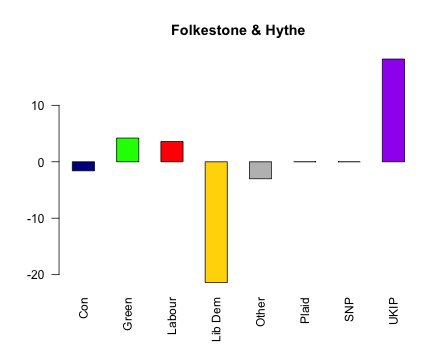 Folkestone & Hythe
10
0
-10
-20
Con
Green
Labour
Lib Dem
Other
Plaid
SNP
UKIP